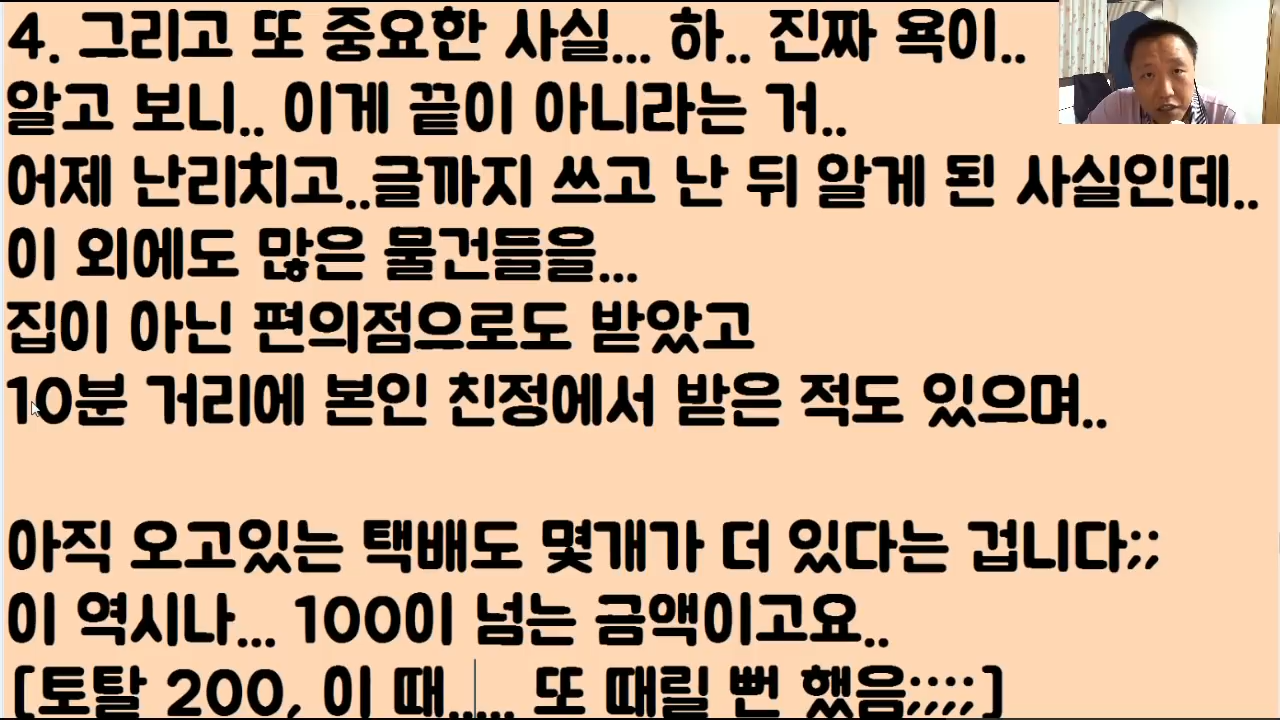 4. 그리고 또 중요한 사실... 하.. 진짜 욕이..
알고 보니.. 이게 끝이 아니라는 거..
어제 난리치고..글까지 쓰고 난 뒤 알게 된 사실인데..
이 외에도 많은 물건들을...
집이 아닌 편의점으로도 받았고
10분 거리에 본인 친정에서 받은 적도 있으며..
아직 오고있는 택배도 몇개가 더 있다는 겁니다;;
이 역시나... 100이 넘는 금액이고요..
[토탈 200, 이 때..... 또 때릴 뻔 했음;;;;]